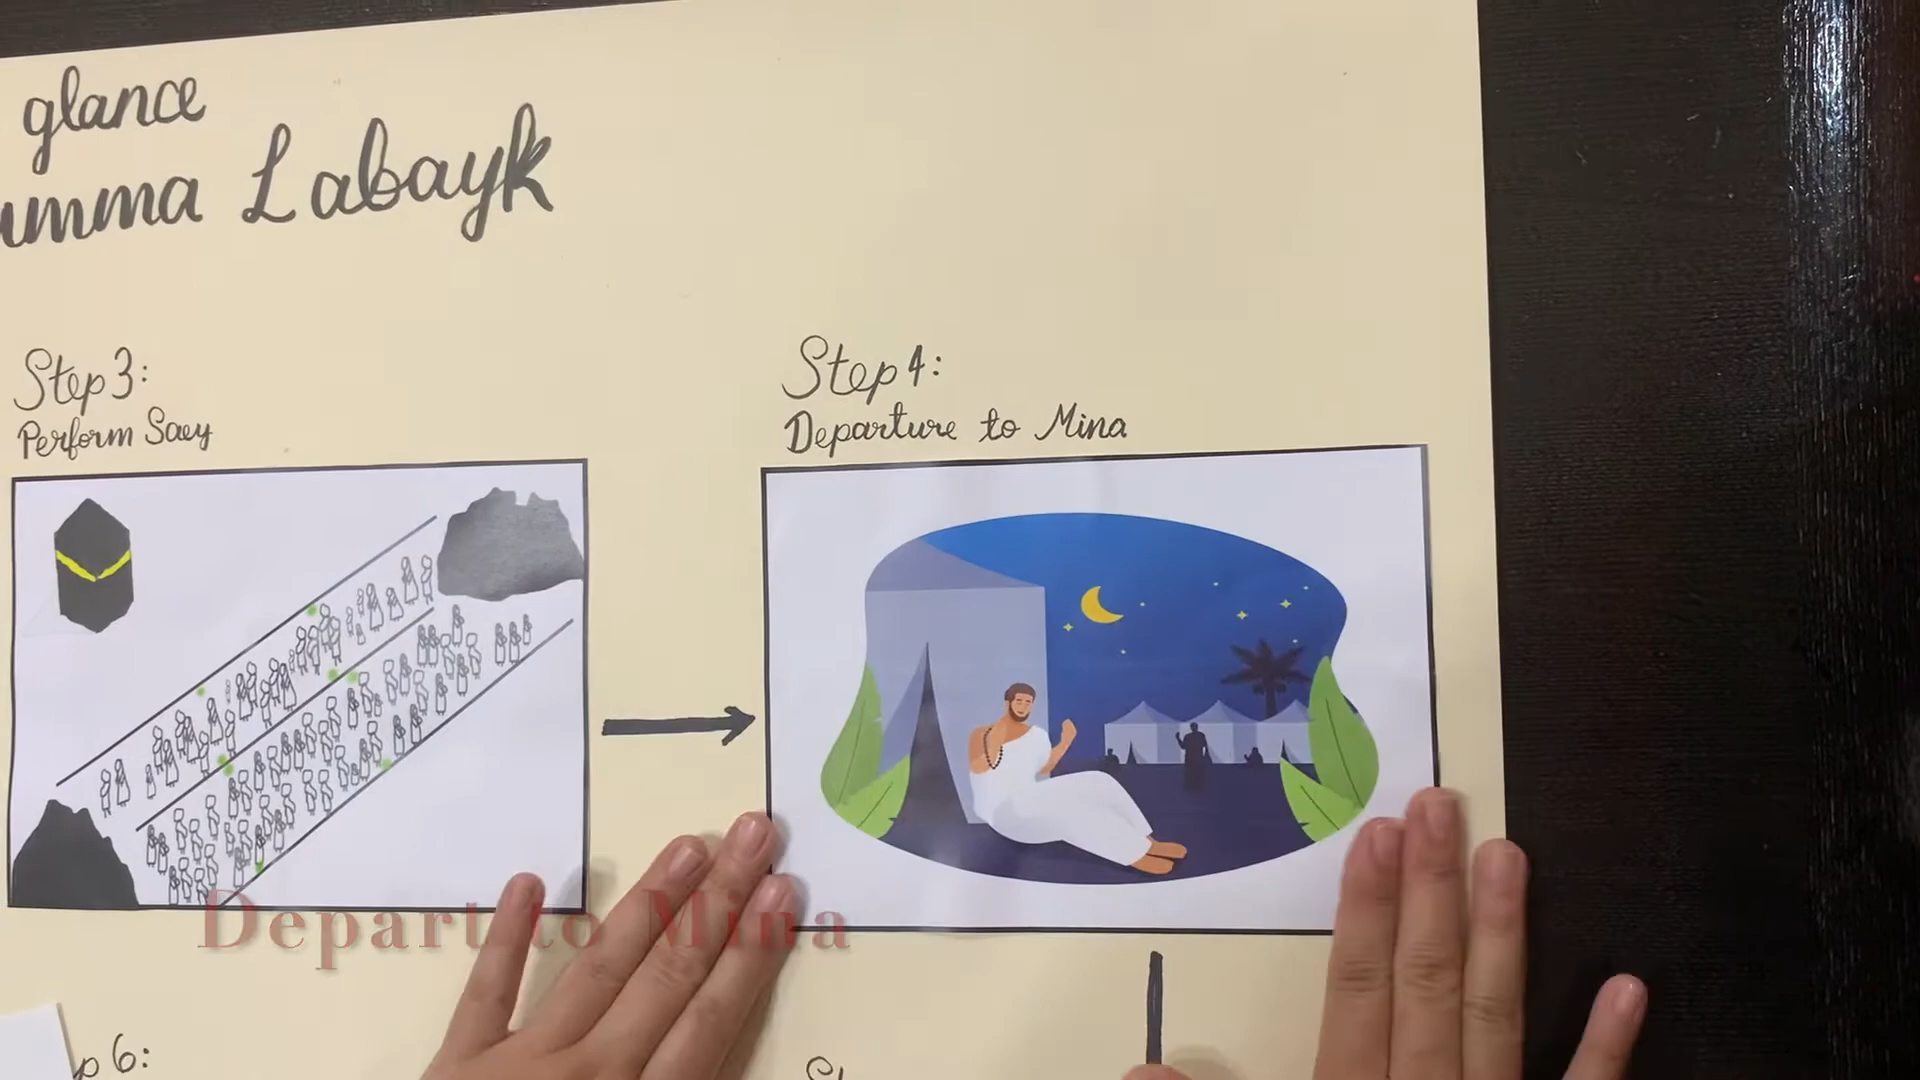 glance
umma Labayk
Step 3:
Perform Saey
Step 4:
Departure to Mina
Depart to Mina
p 6: